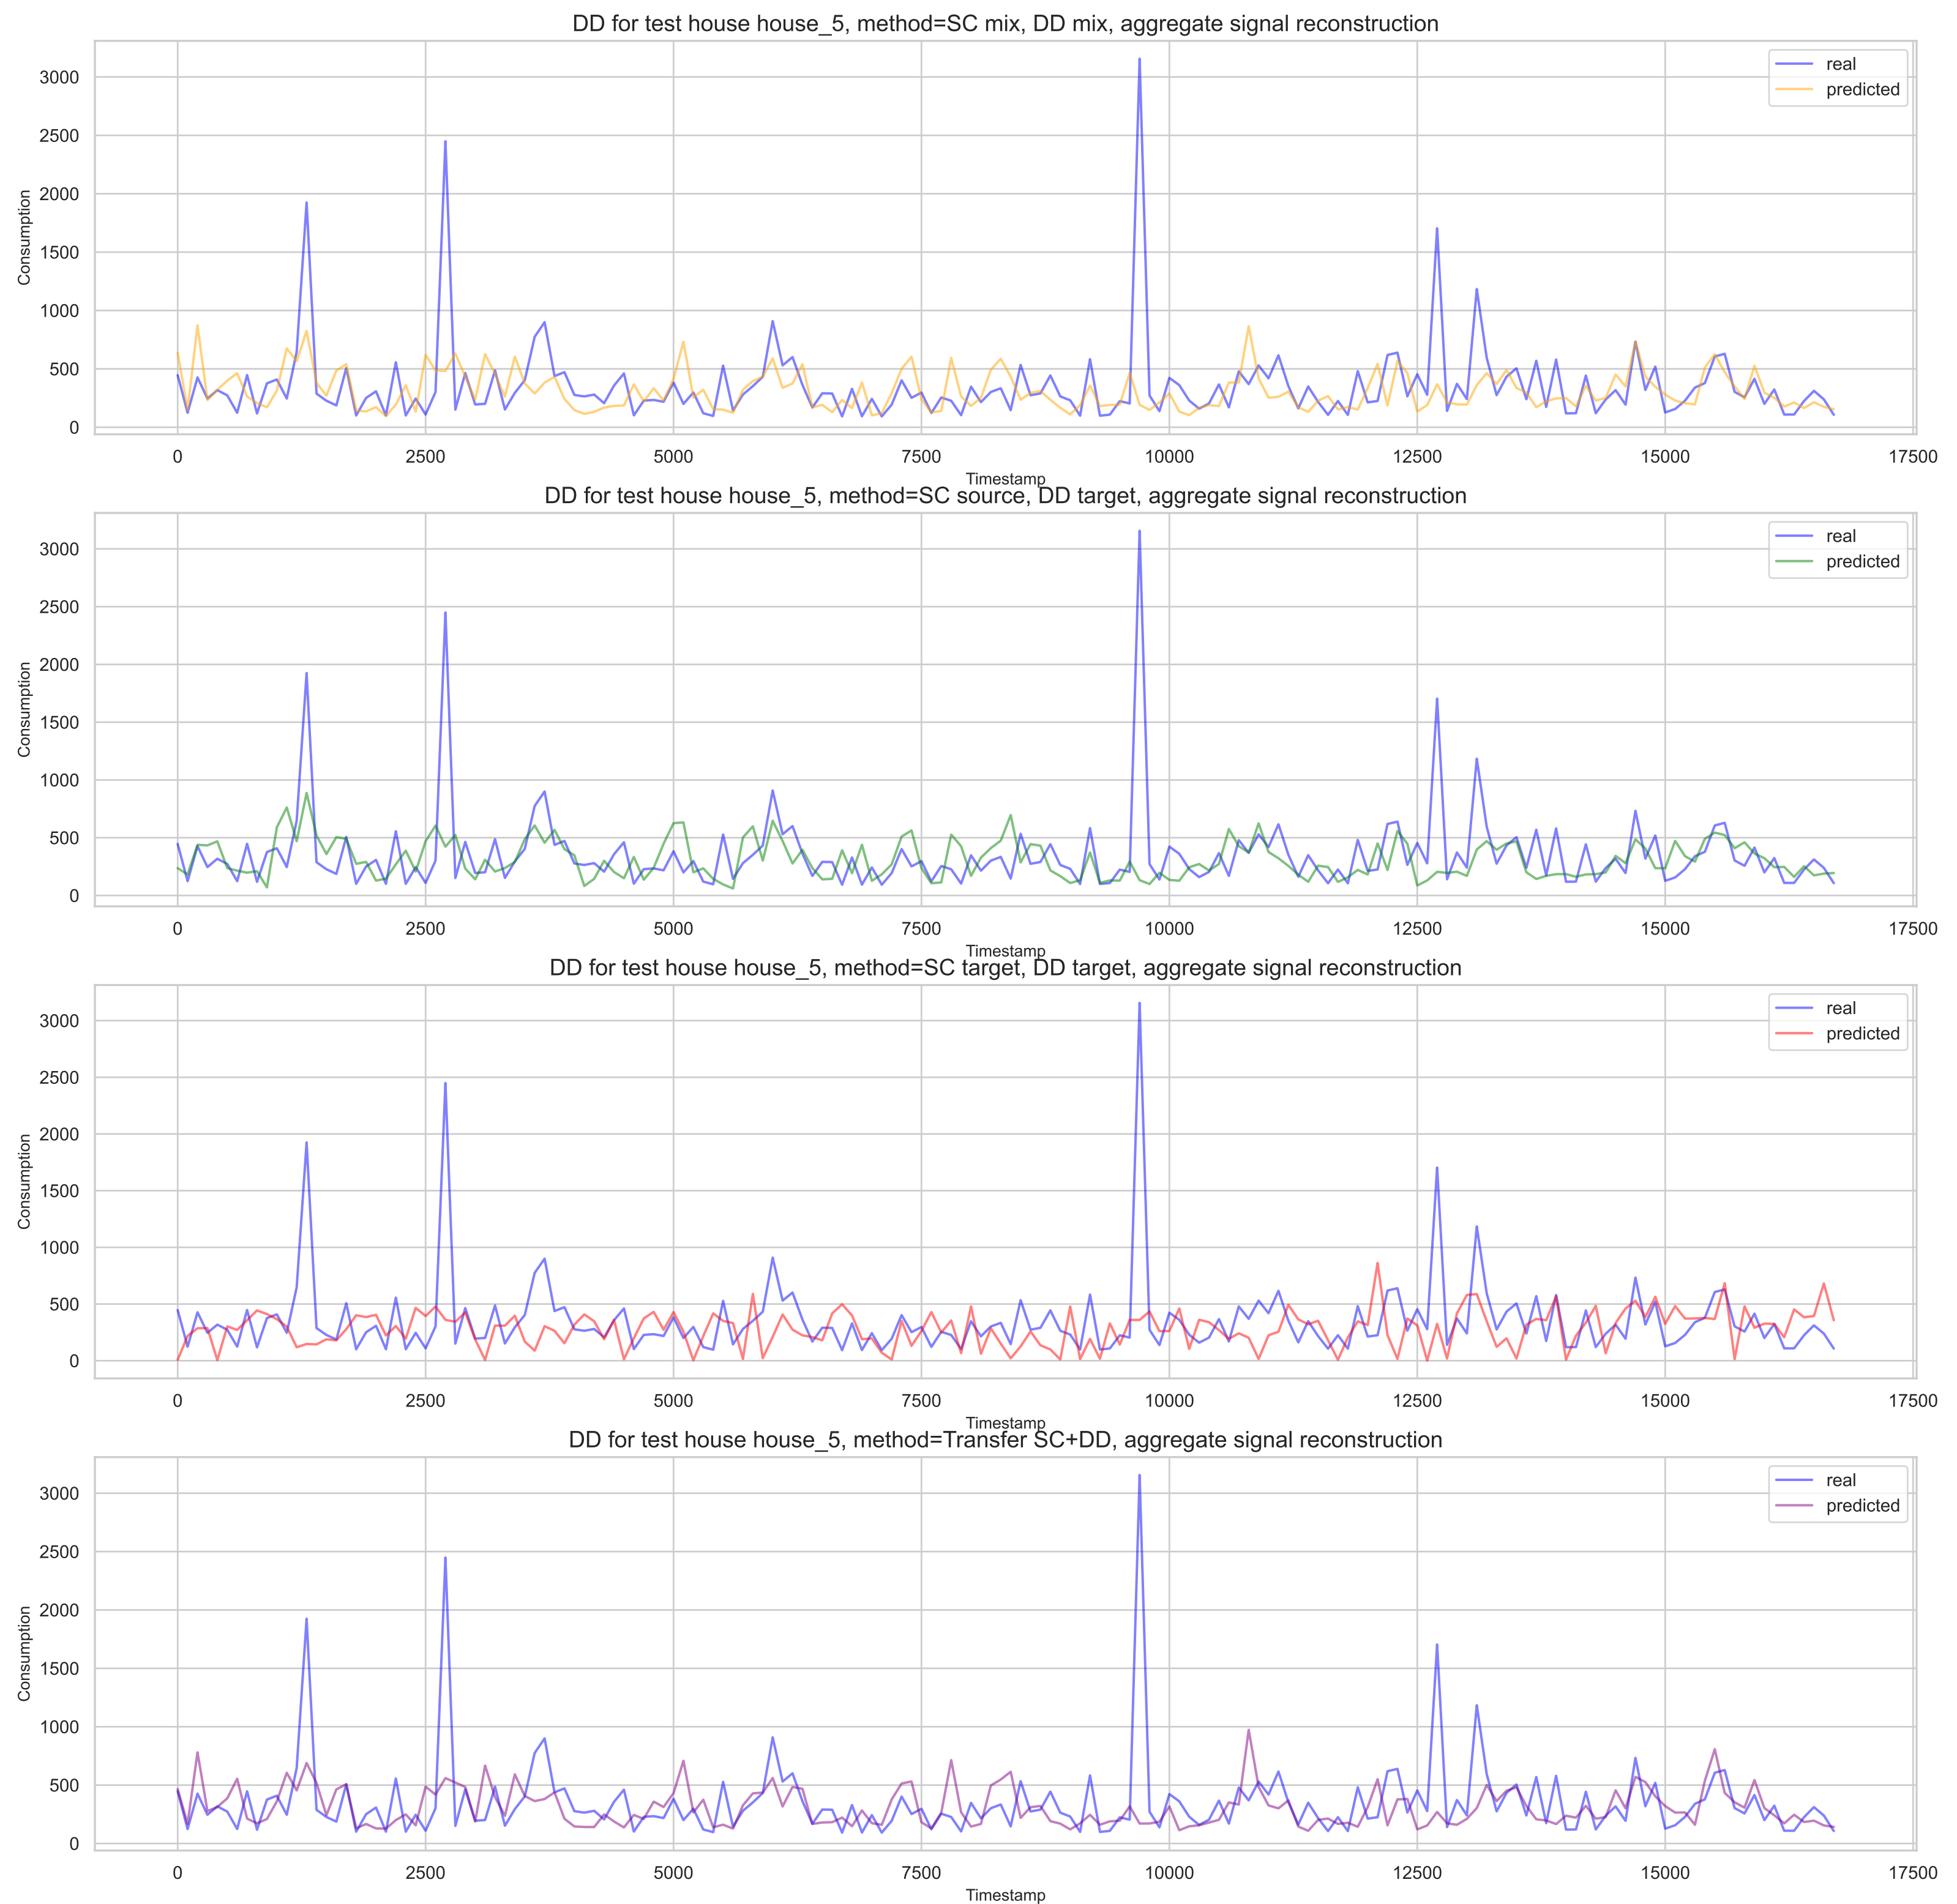 DD for test house house_5, method=SC mix, DD mix, aggregate signal reconstruction
real
predicted
3000
2500
2000
1500
1000
500
0
Consumption
0 2500 5000 7500 10000 12500 15000 17500
Timestamp
DD for test house house_5, method=SC source, DD target, aggregate signal reconstruction
real
predicted
3000
2500
2000
1500
1000
500
0
Consumption
0 2500 5000 7500 10000 12500 15000 17500
Timestamp
DD for test house house_5, method=SC target, DD target, aggregate signal reconstruction
real
predicted
3000
2500
2000
1500
1000
500
0
Consumption
0 2500 5000 7500 10000 12500 15000 17500
Timestamp
DD for test house house_5, method=Transfer SC+DD, aggregate signal reconstruction
real
predicted
3000
2500
2000
1500
1000
500
0
Consumption
0 2500 5000 7500 10000 12500 15000 17500
Timestamp